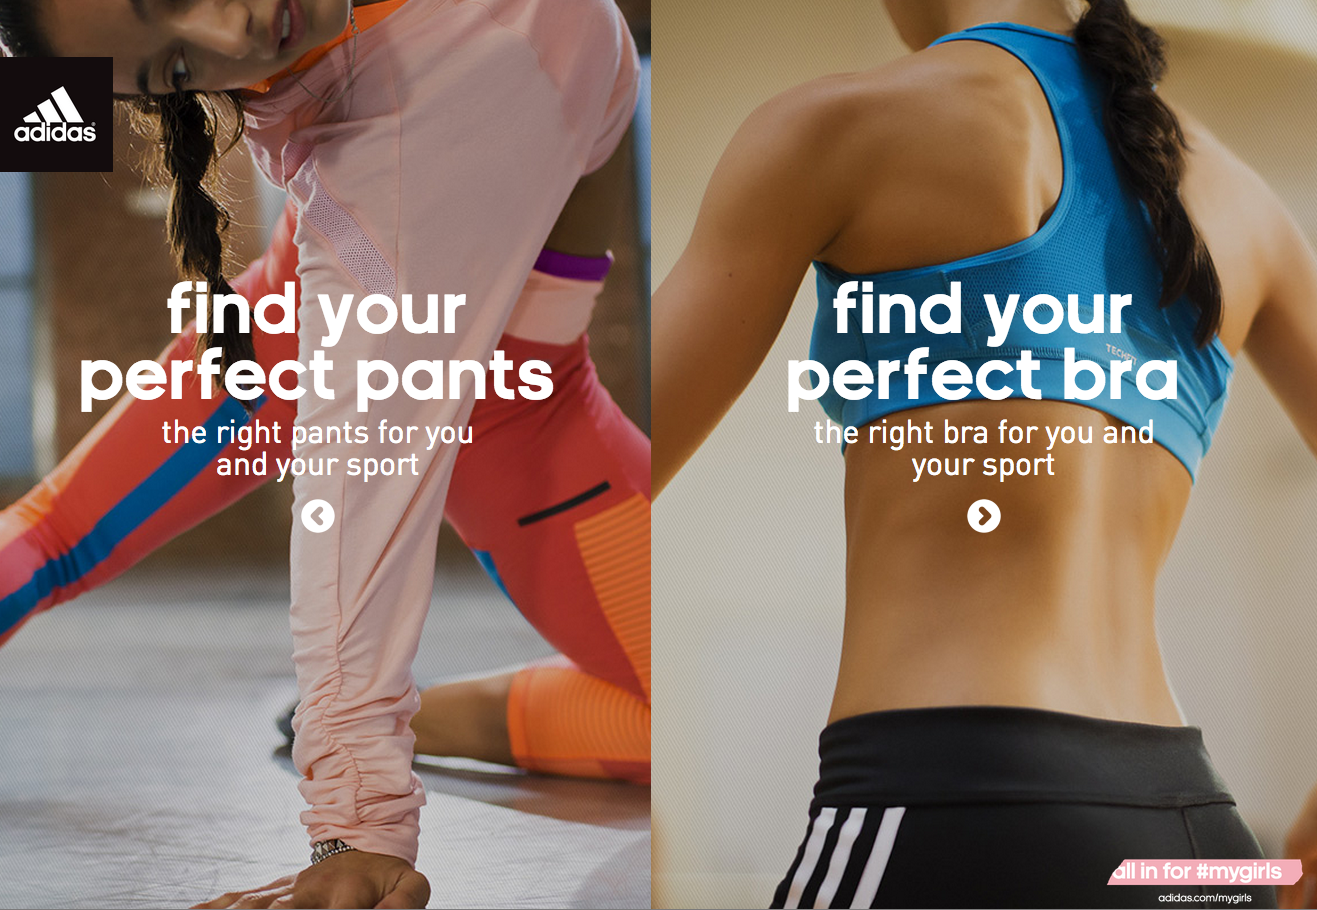 adidas
find your
perfect pants
the right pants for you
and your sport
find your
perfect bra
the right bra for you and
your sport
all in for #mygirls
adidas.com/mygirls